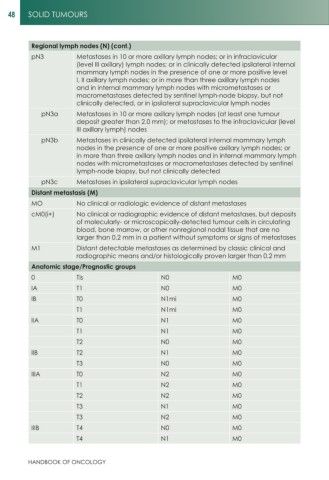 48 SOLID TUMOURS
Regional lymph nodes (N) (cont.)
pN3 Metastases in 10 or more axillary lymph nodes; or in infraclavicular
(level III axillary) lymph nodes; or in clinically detected ipsilateral internal
mammary lymph nodes in the presence of one or more positive level
I, II axillary lymph nodes; or in more than three axillary lymph nodes
and in internal mammary lymph nodes with micrometastases or
macrometastases detected by sentinel lymph-node biopsy, but not
clinically detected, or in ipsilateral supraclavicular lymph nodes
pN3a Metastases in 10 or more axillary lymph nodes (at least one tumour
deposit greater than 2.0 mm); or metastases to the infraclavicular (level
III axillary lymph) nodes
pN3b Metastases in clinically detected ipsilateral internal mammary lymph
nodes in the presence of one or more positive axillary lymph nodes; or
in more than three axillary lymph nodes and in internal mammary lymph
nodes with micrometastases or macrometastases detected by sentinel
lymph-node biopsy, but not clinically detected
pN3c Metastases in ipsilateral supraclavicular lymph nodes
Distant metastasis (M)
MO No clinical or radiologic evidence of distant metastases
cM0(i+) No clinical or radiographic evidence of distant metastases, but deposits
of molecularly- or microscopically-detected tumour cells in circulating
blood, bone marrow, or other nonregional nodal tissue that are no
larger than 0.2 mm in a patient without symptoms or signs of metastases
M1 Distant detectable metastases as determined by classic clinical and
radiographic means and/or histologically proven larger than 0.2 mm
Anatomic stage/Prognostic groups
0 Tis N0 M0
IA T1 N0 M0
IB T0 N1mi M0
T1 N1mi M0
IIA T0 N1 M0
T1 N1 M0
T2 N0 M0
IIB T2 N1 M0
T3 N0 M0
IIIA T0 N2 M0
T1 N2 M0
T2 N2 M0
T3 N1 M0
T3 N2 M0
IIIB T4 N0 M0
T4 N1 M0
HANDBOOK OF ONCOLOGY